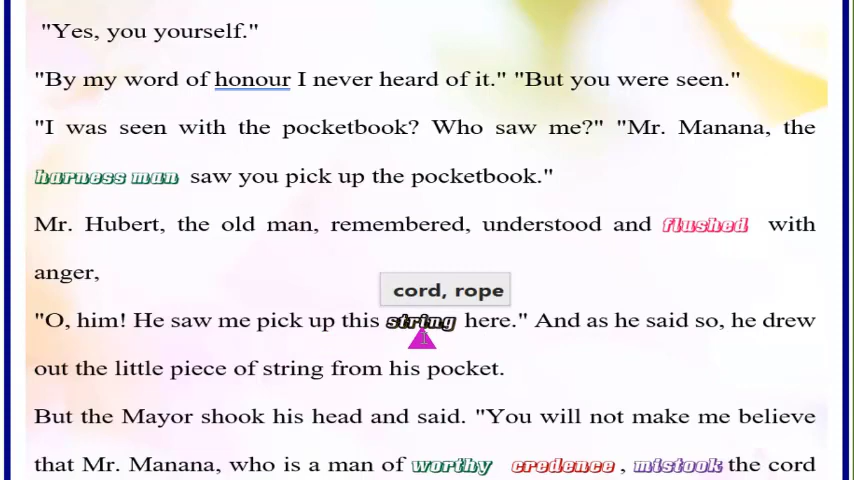 "Yes, you yourself."
"By my word of honour I never heard of it." "But you were seen."
"I was seen with the pocketbook? Who saw me?" "Mr. Manana, the
harness man saw you pick up the pocketbook."
Mr. Hubert, the old man, remembered, understood and flushed with
anger,
cord, rope
"O, him! He saw me pick up this string here." And as he said so, he drew
out the little piece of string from his pocket.
But the Mayor shook his head and said. "You will not make me believe
that Mr. Manana, who is a man of worthy credence , mistook the cord